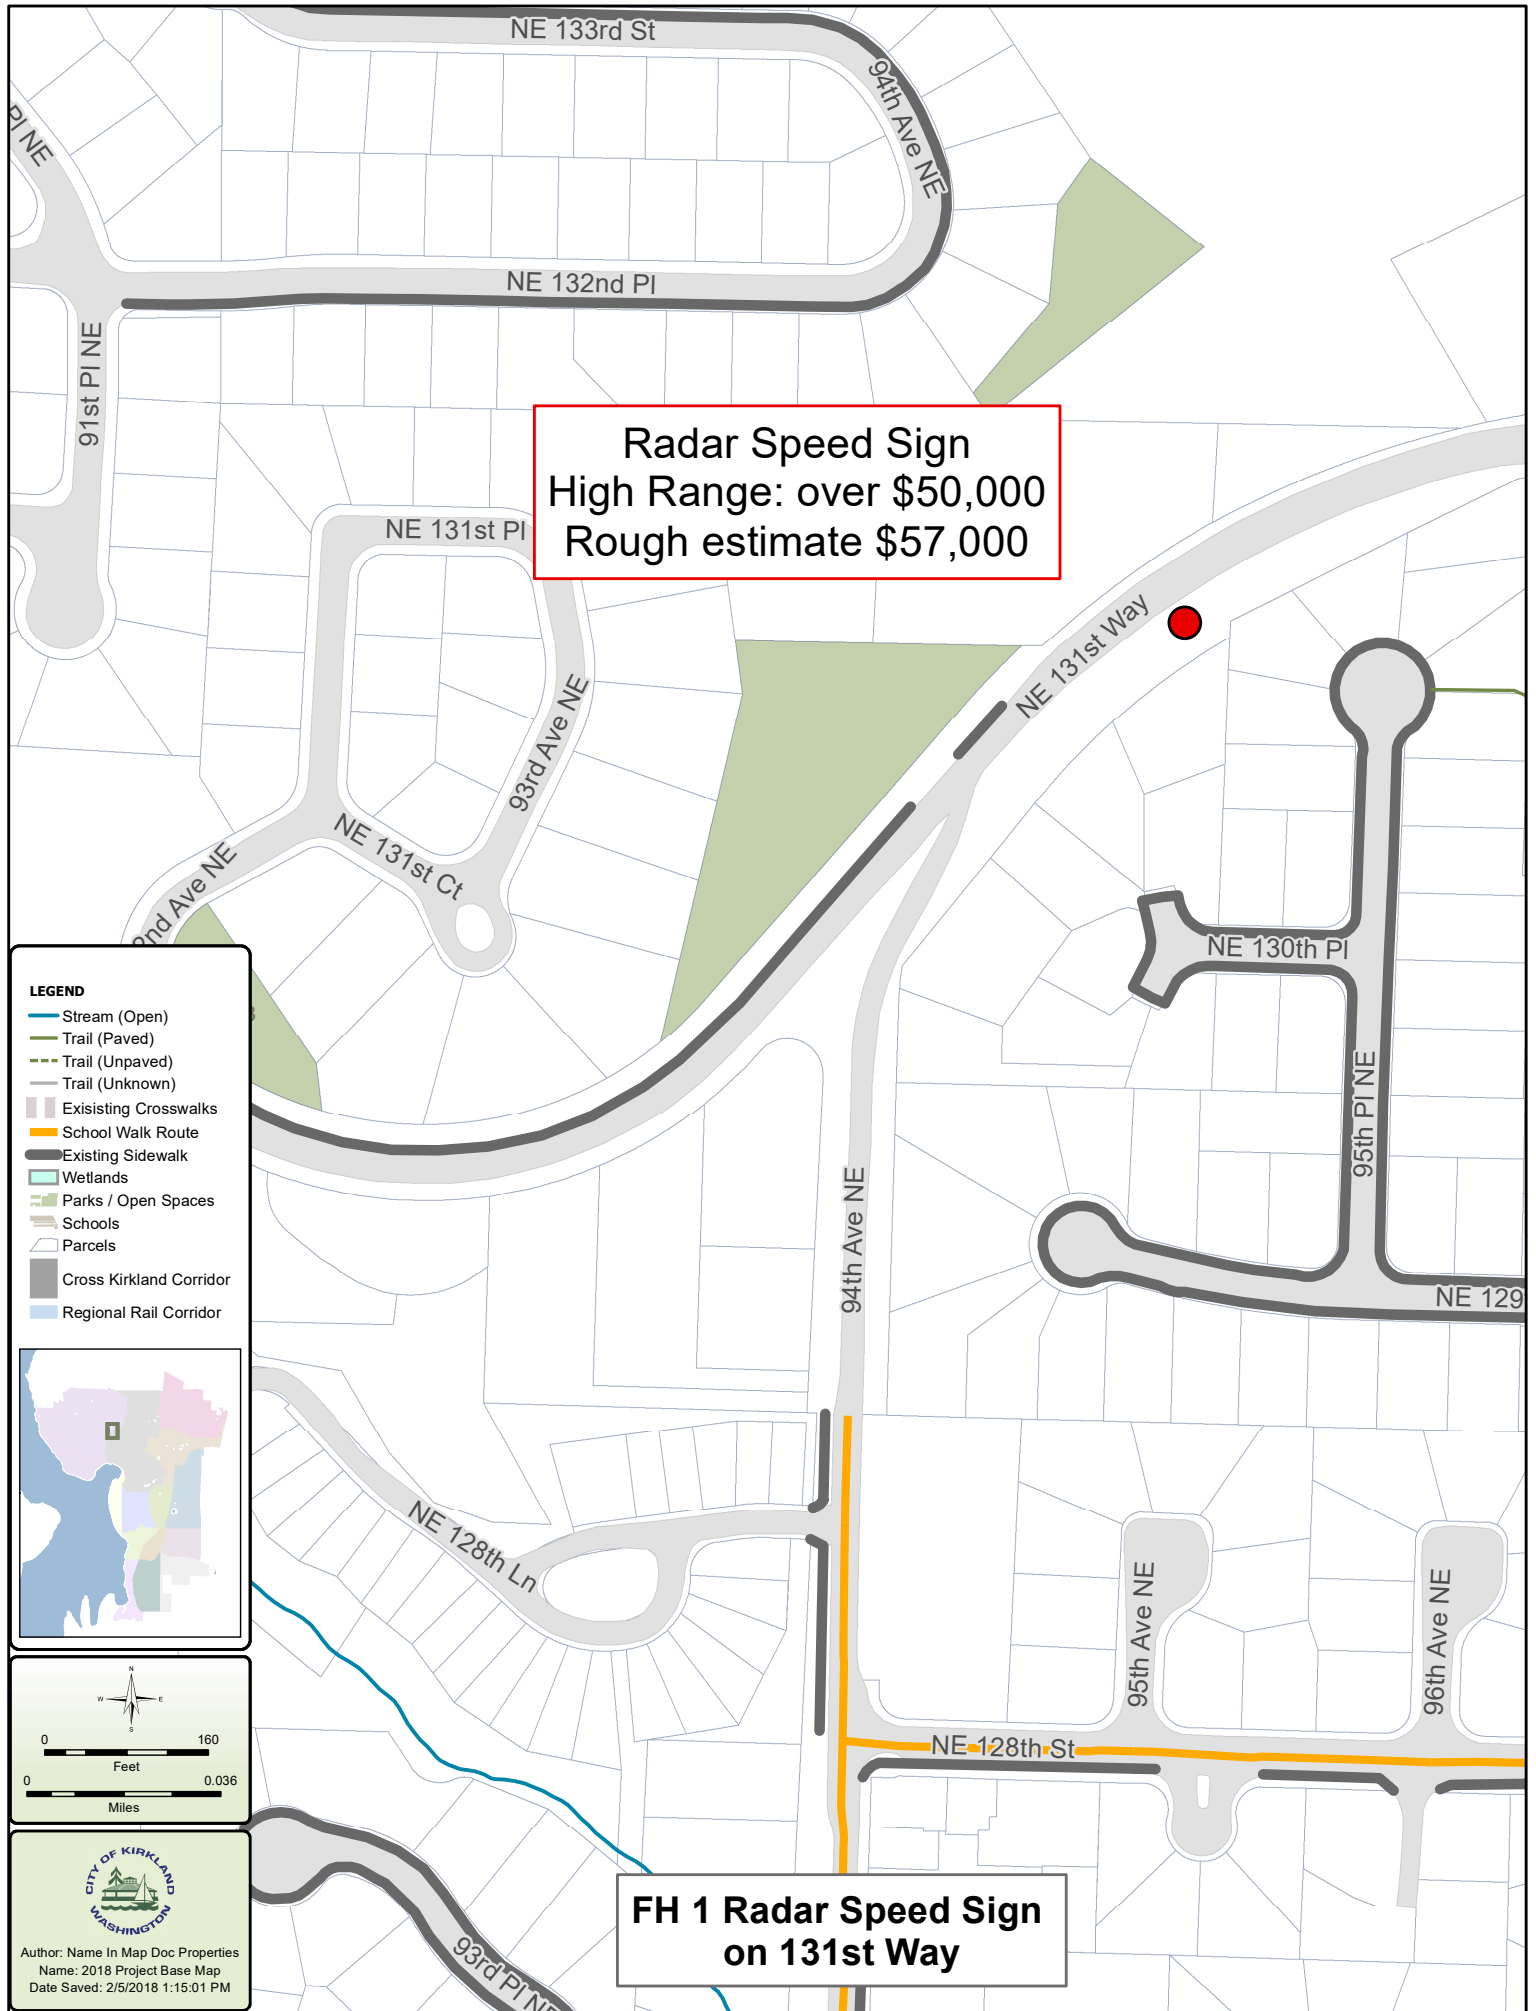 NE 133rd St
94th Ave NE
Pl NE
NE 132nd Pl
91st Pl NE
Radar Speed Sign
High Range: over $50,000
Rough estimate $57,000
NE 131st Pl
NE 131st Way
93rd Ave NE
NE 131st Ct
2nd Ave NE
NE 130th Pl
95th Pl NE
94th Ave NE
NE 129
NE 128th Ln
95th Ave NE
96th Ave NE
NE 128th St
93rd Pl NE
LEGEND
Stream (Open)
Trail (Paved)
Trail (Unpaved)
Trail (Unknown)
Exisisting Crosswalks
School Walk Route
Existing Sidewalk
Wetlands
Parks / Open Spaces
Schools
Parcels
Cross Kirkland Corridor
Regional Rail Corridor
N
W E
S
0 160
Feet
0 0.036
Miles
CITY OF KIRKLAND
WASHINGTON
Author: Name In Map Doc Properties
Name: 2018 Project Base Map
Date Saved: 2/5/2018 1:15:01 PM
FH 1 Radar Speed Sign
on 131st Way